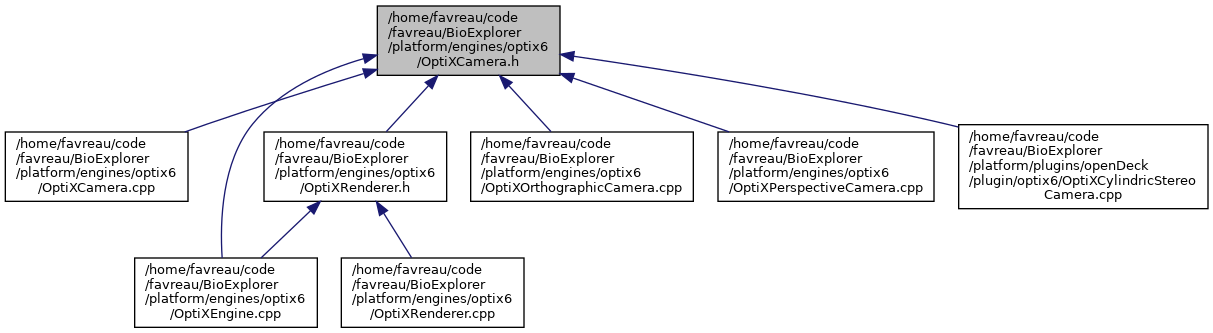 /home/favreau/code
/favreau/BioExplorer
/platform/engines/optix6
/OptiXCamera.h
/home/favreau/code
/favreau/BioExplorer
/platform/engines/optix6
/OptiXCamera.cpp
/home/favreau/code
/favreau/BioExplorer
/platform/engines/optix6
/OptiXRenderer.h
/home/favreau/code
/favreau/BioExplorer
/platform/engines/optix6
/OptiXOrthographicCamera.cpp
/home/favreau/code
/favreau/BioExplorer
/platform/engines/optix6
/OptiXPerspectiveCamera.cpp
/home/favreau/code
/favreau/BioExplorer
/platform/plugins/openDeck
/plugin/optix6/OptiXCylindricStereo
Camera.cpp
/home/favreau/code
/favreau/BioExplorer
/platform/engines/optix6
/OptiXEngine.cpp
/home/favreau/code
/favreau/BioExplorer
/platform/engines/optix6
/OptiXRenderer.cpp